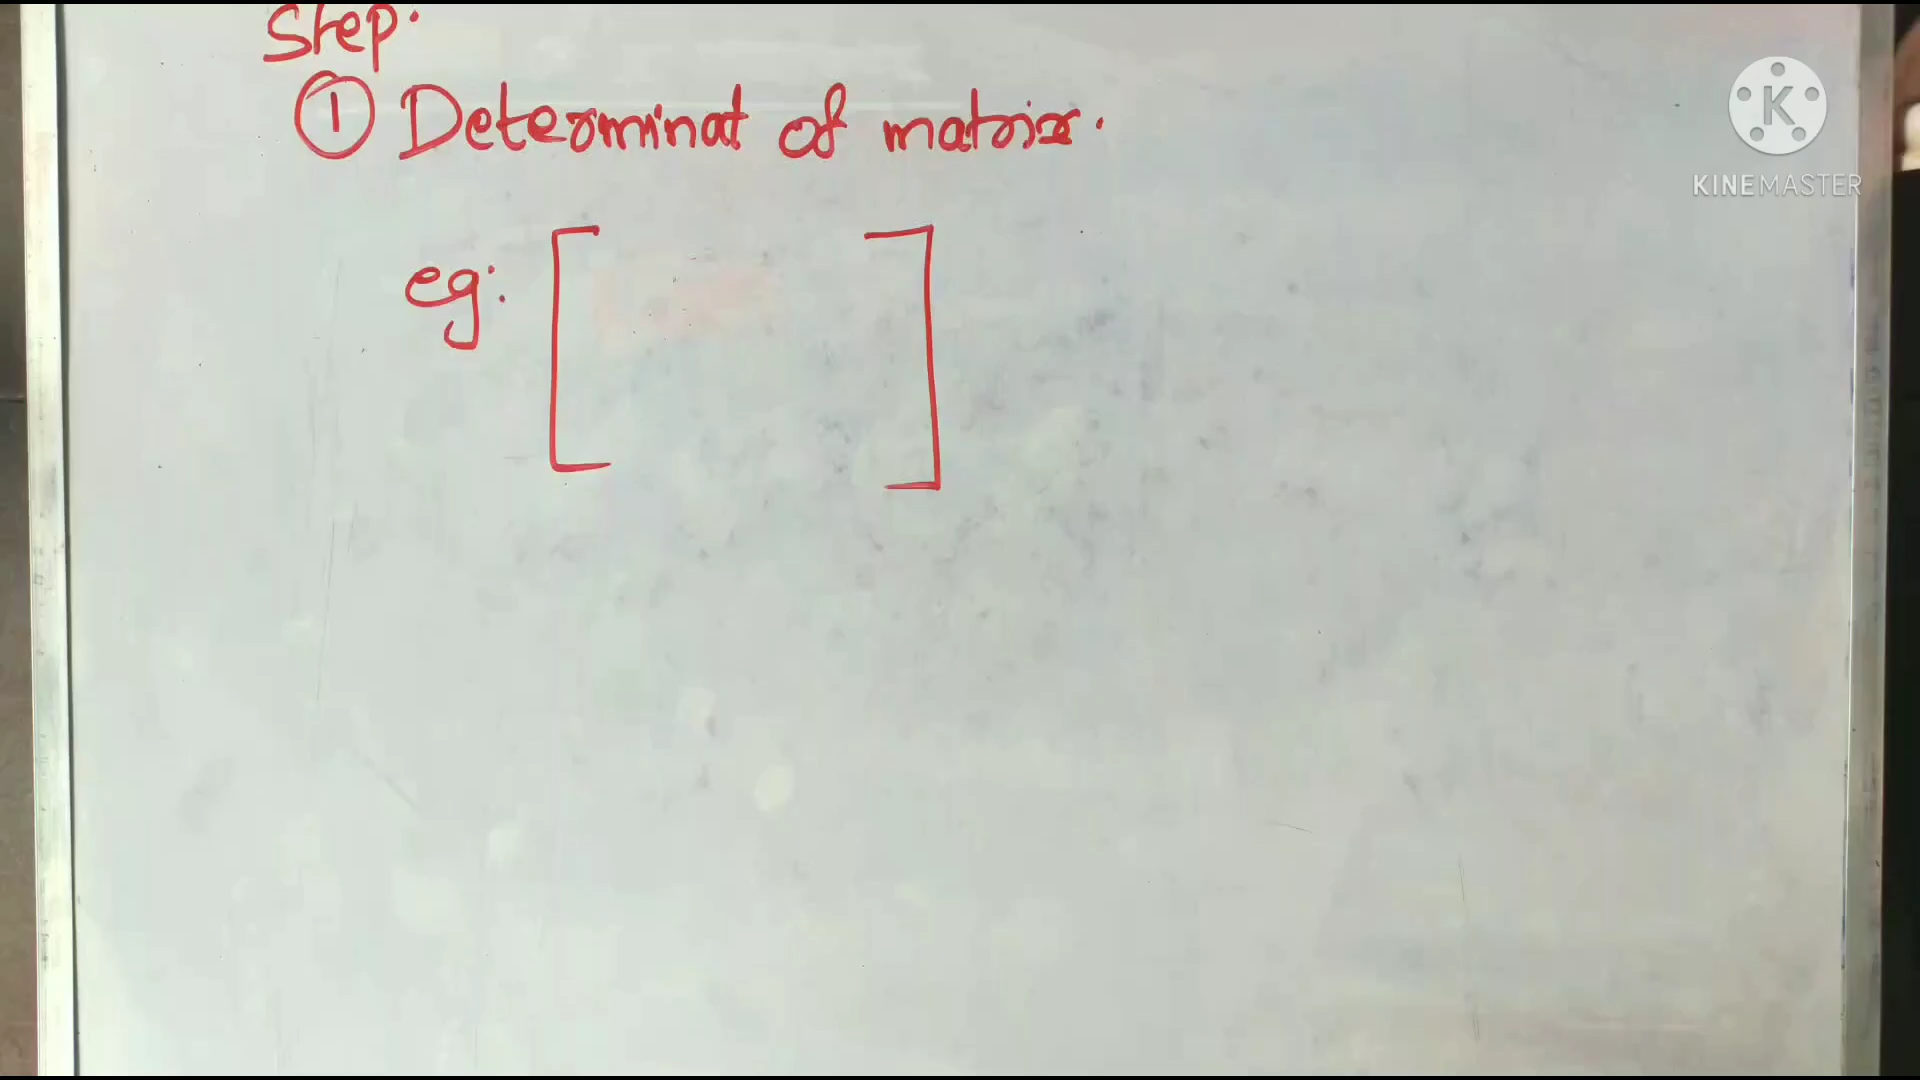 Step.
① Determinat of matrix.
eg: [ ]
K
KINEMASTER